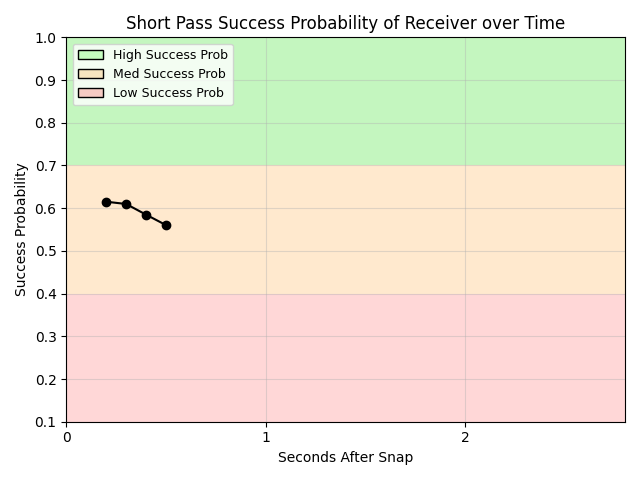 Short Pass Success Probability of Receiver over Time
High Success Prob
Med Success Prob
Low Success Prob
Success Probability
1.0
0.9
0.8
0.7
0.6
0.5
0.4
0.3
0.2
0.1
0 1 2
Seconds After Snap